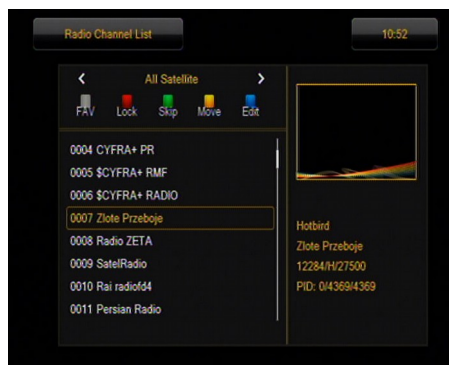 Radio Channel List
10:52
All Satellite
FAV Lock Skip Move Edit
0004 CYFRA+ PR
0005 $CYFRA+ RMF
0006 $CYFRA+ RADIO
0007 Zlote Przeboje
0008 Radio ZETA
0009 SatelRadio
0010 Rai radiofd4
0011 Persian Radio
Hotbird
Zlote Przeboje
12284/H/27500
PID: 0/4369/4369